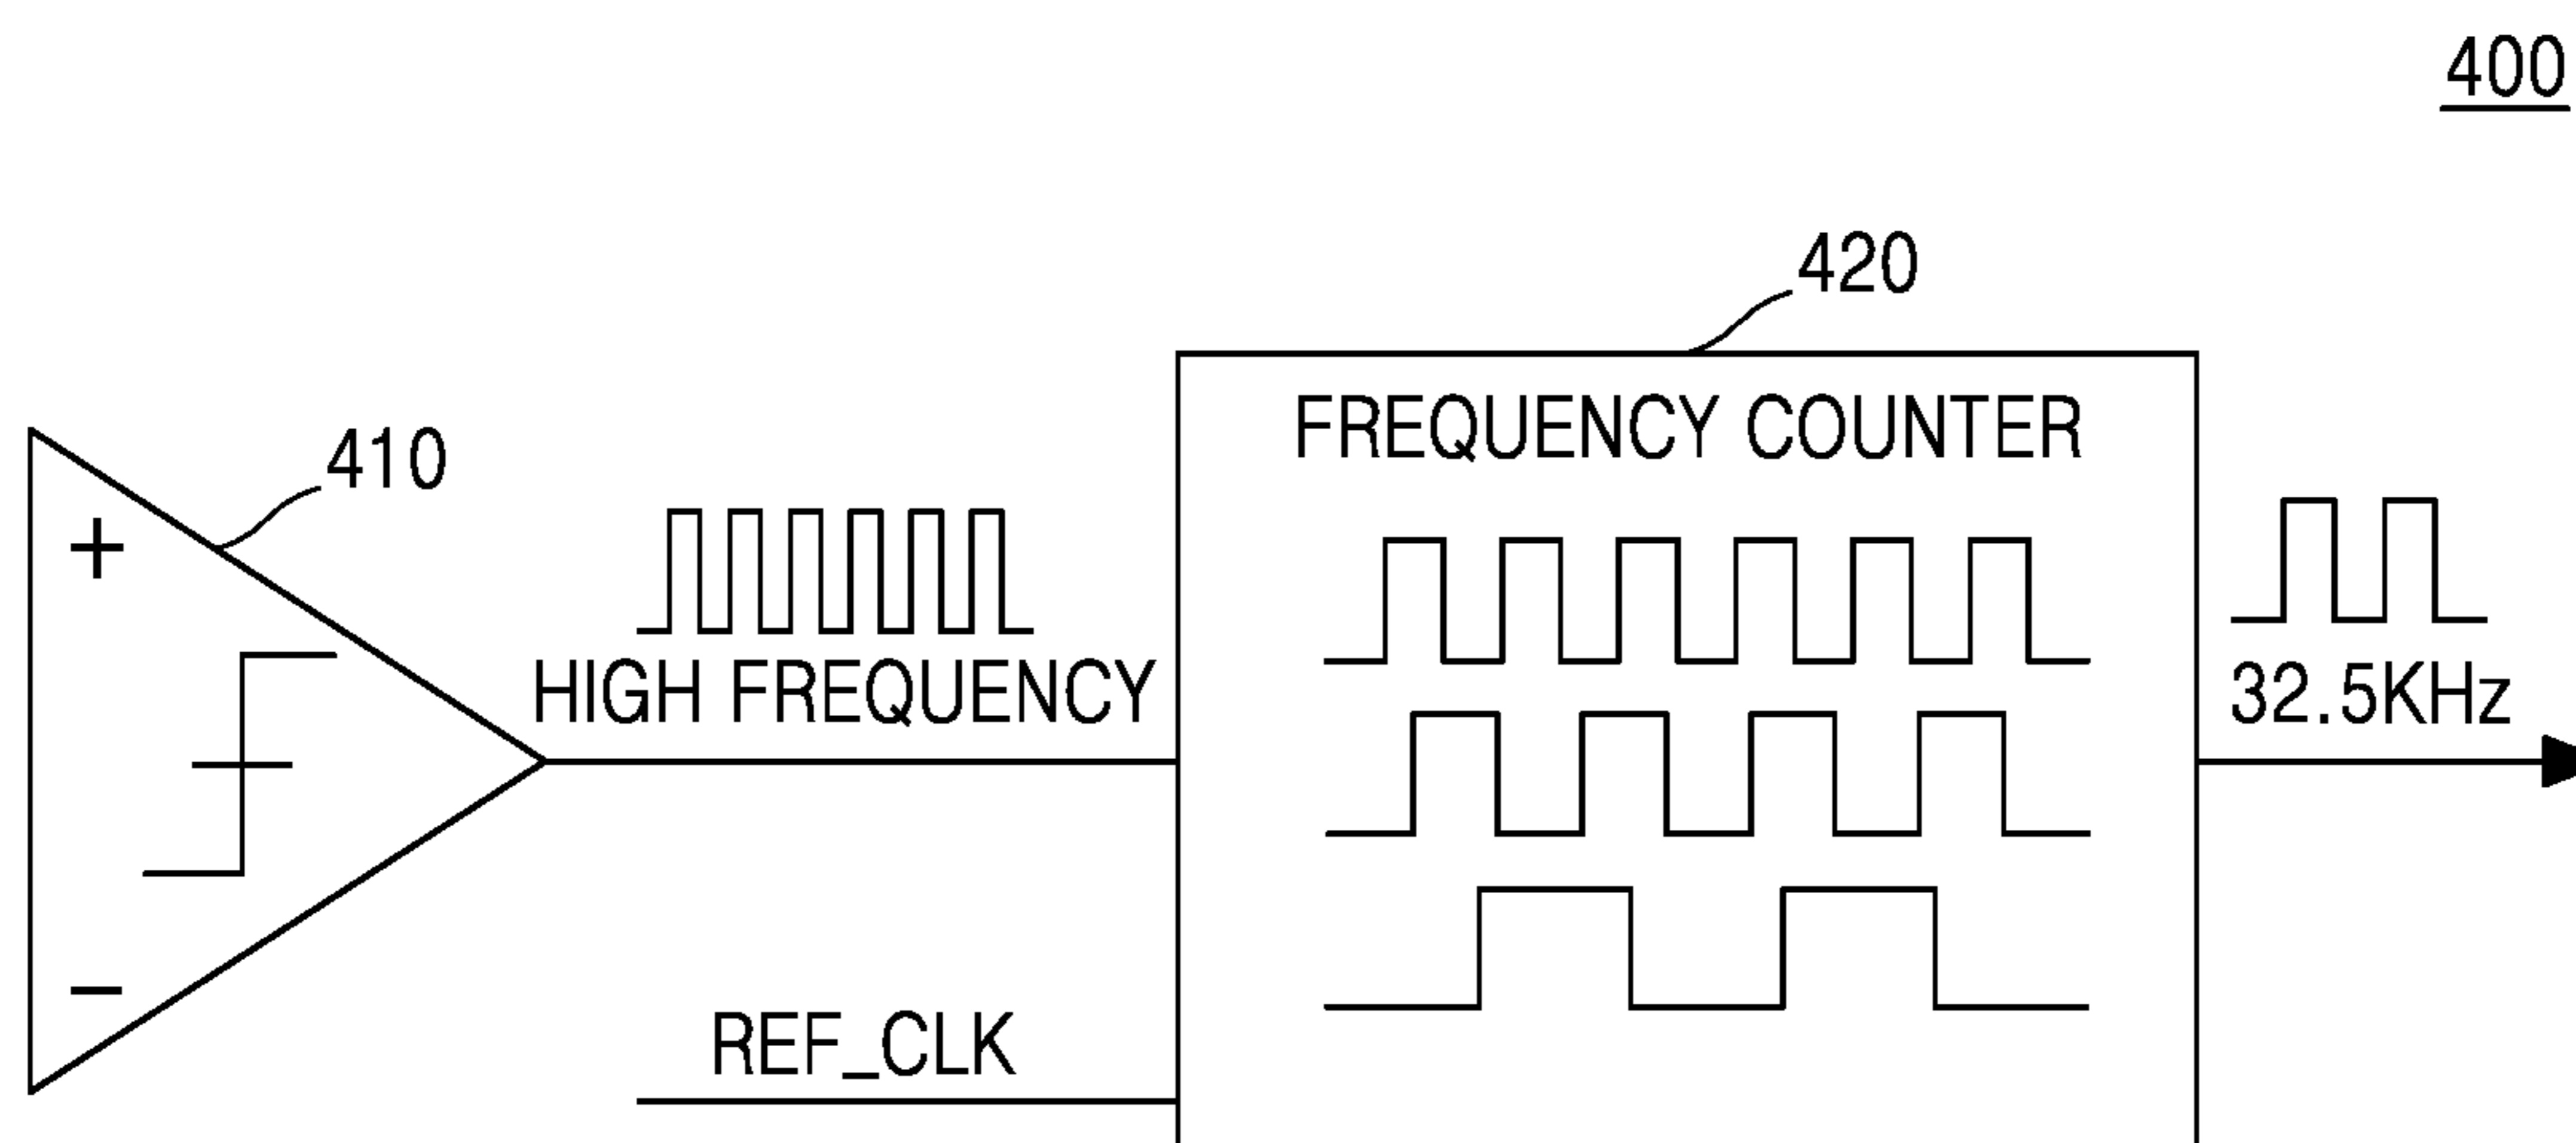 400
420
FREQUENCY COUNTER
410
+
HIGH FREQUENCY
32.5KHz
−
REF_CLK